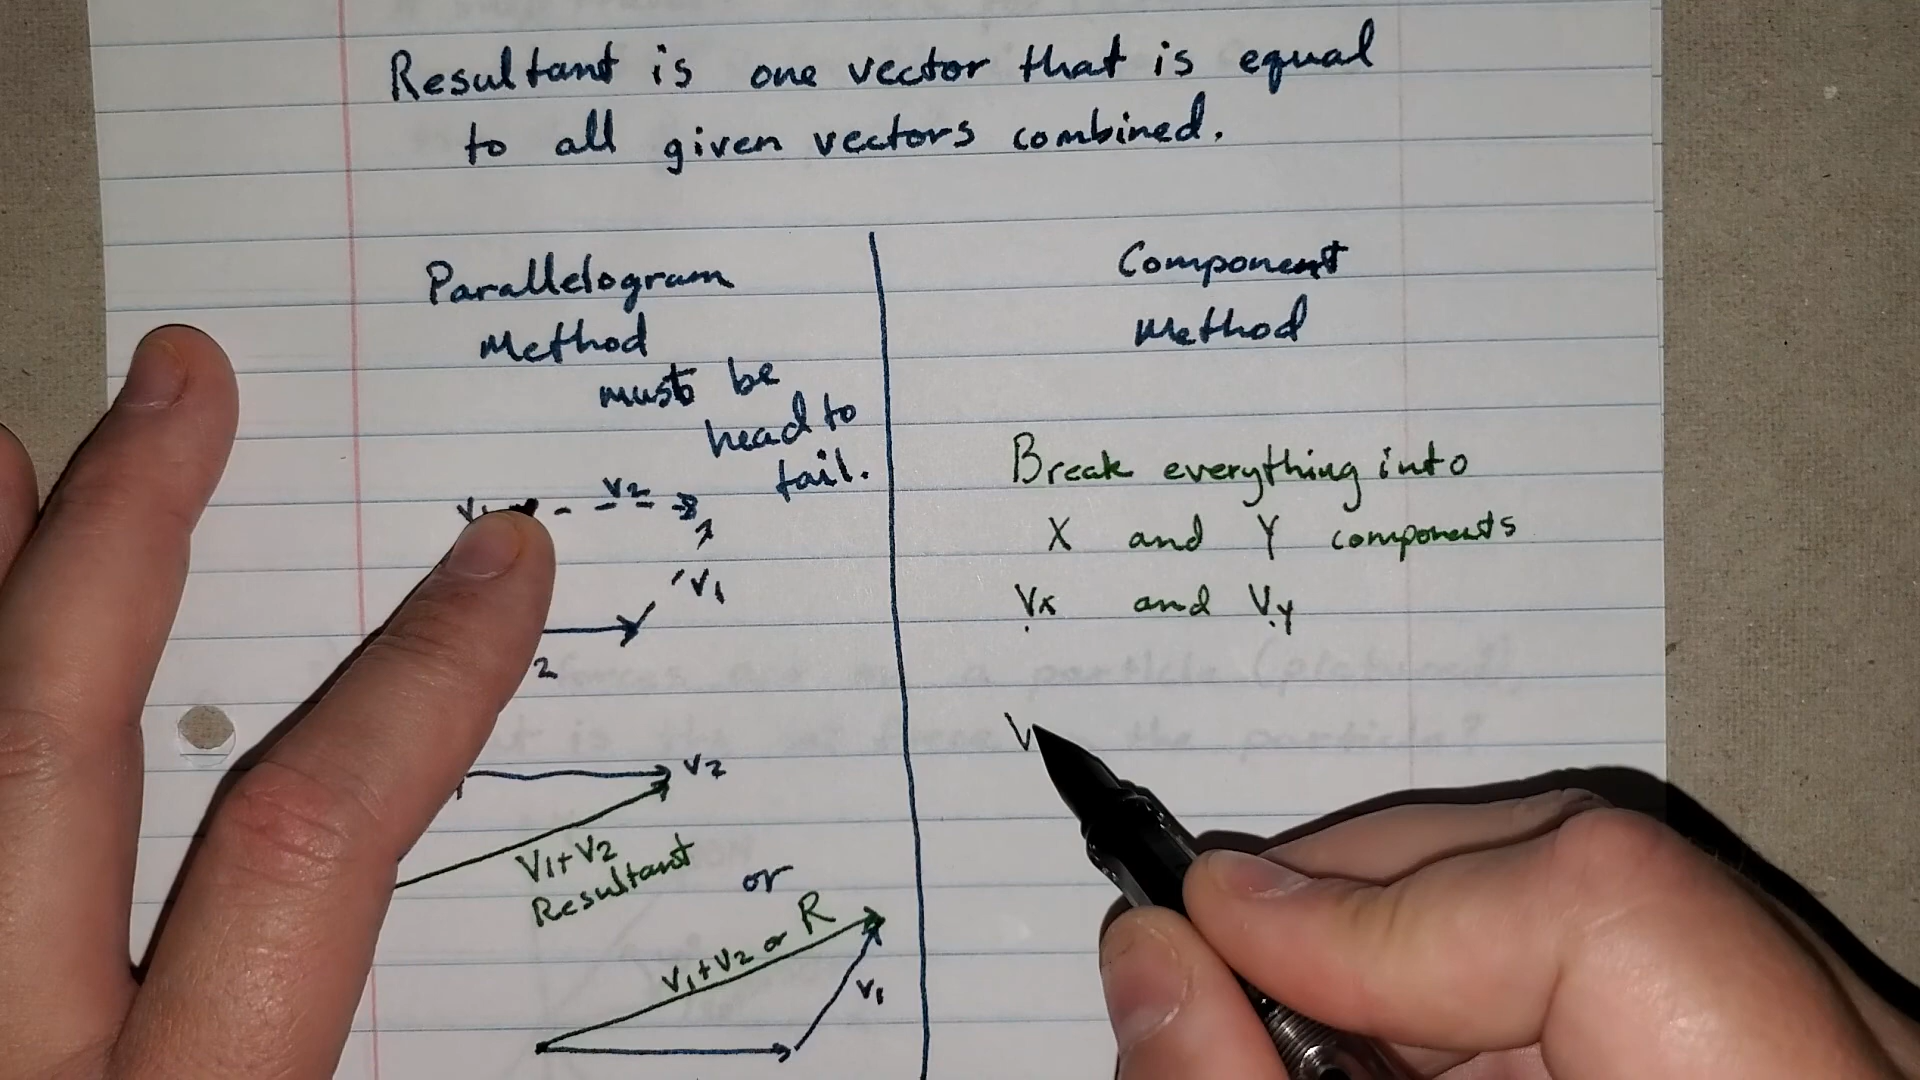 Resultant is one vector that is equal
to all given vectors combined.
Parallelogram
Method
must be
head to
tail.
V2
V1
2
V2
V1+V2
Resultant
or
V1+V2 or R
V1
Component
Method
Break everything into
X and Y components
Vx and Vy
V